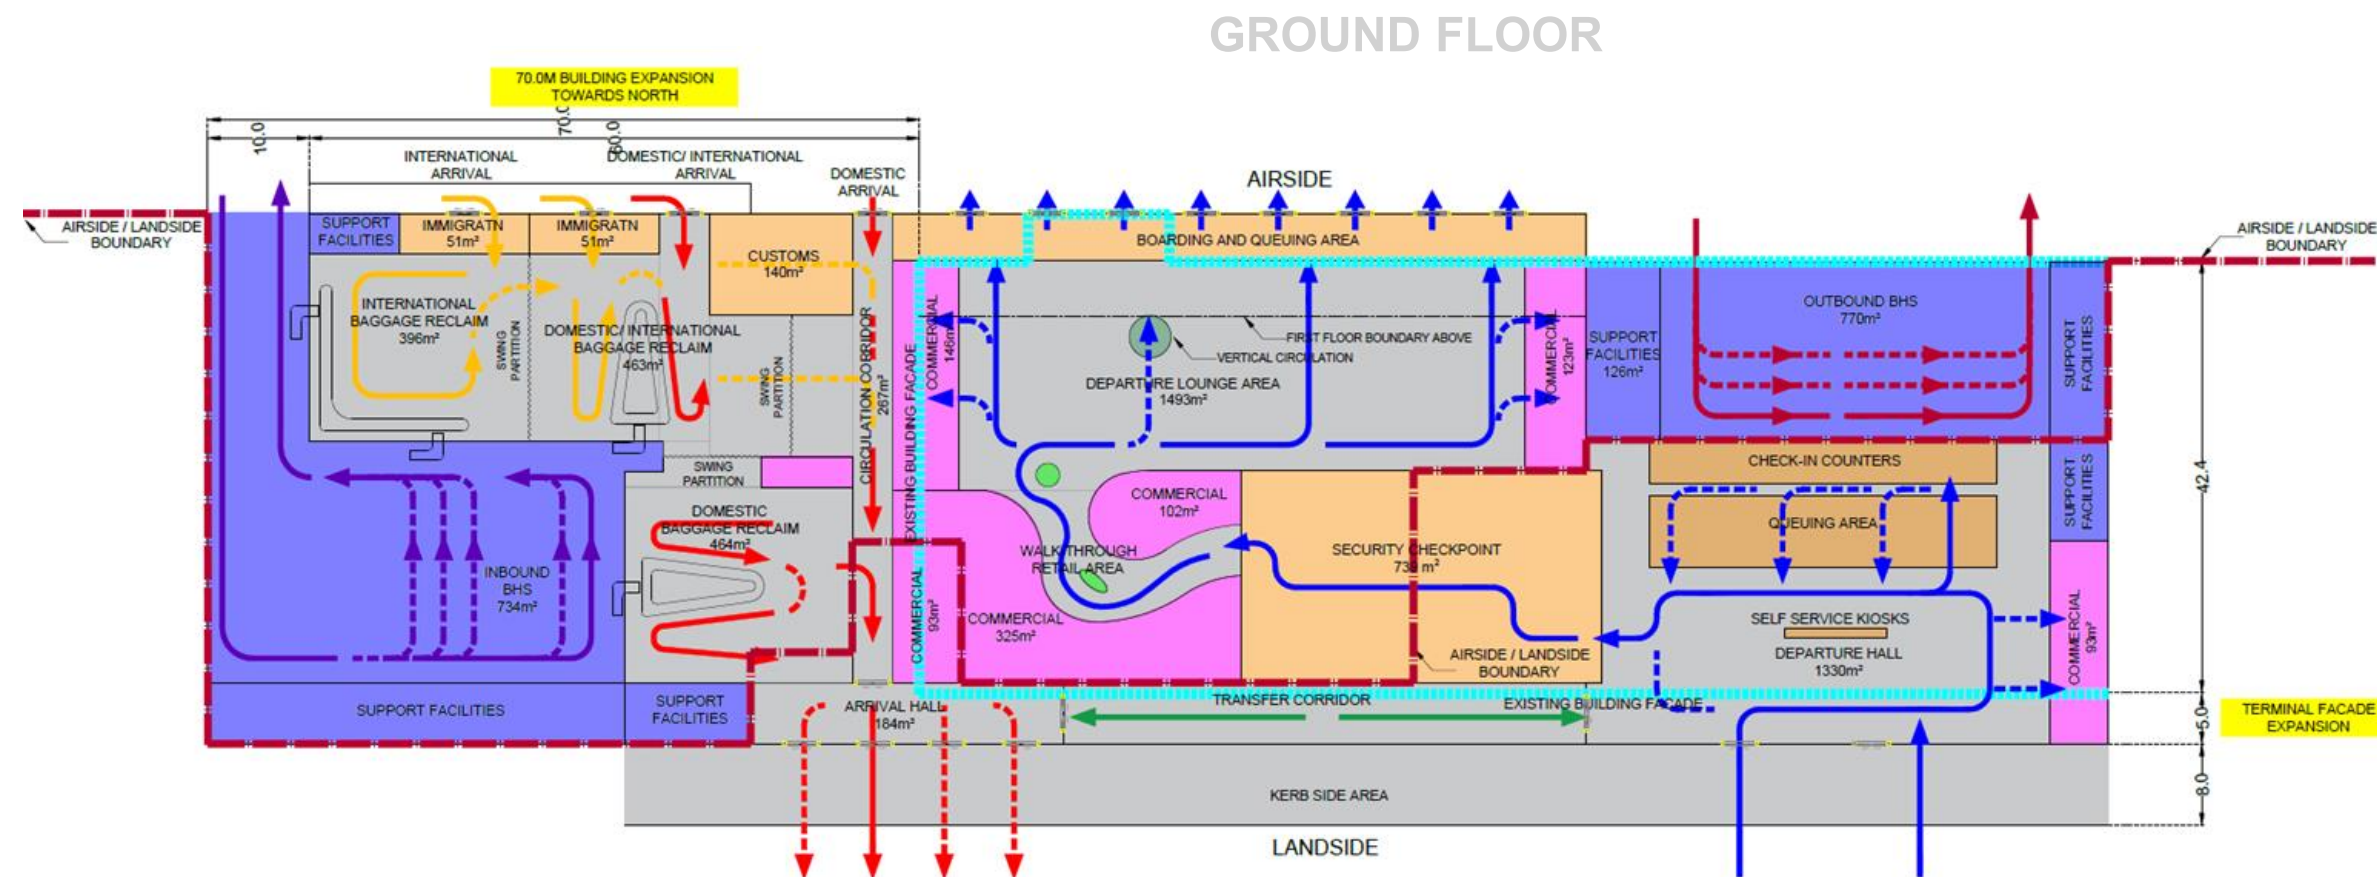 GROUND FLOOR
70.0M BUILDING EXPANSION
TOWARDS NORTH
70.0
10.0
60.0
INTERNATIONAL
ARRIVAL
DOMESTIC/ INTERNATIONAL
ARRIVAL
DOMESTIC
ARRIVAL
AIRSIDE
AIRSIDE / LANDSIDE
BOUNDARY
SUPPORT
FACILITIES
IMMIGRATN
51m²
IMMIGRATN
51m²
CUSTOMS
140m²
BOARDING AND QUEUING AREA
AIRSIDE / LANDSIDE
BOUNDARY
INTERNATIONAL
BAGGAGE RECLAIM
396m²
SWING
PARTITION
DOMESTIC/ INTERNATIONAL
BAGGAGE RECLAIM
463m²
SWING
PARTITION
CIRCULATION CORRIDOR
267m²
EXISTING BUILDING FACADE
COMMERCIAL
146m²
FIRST FLOOR BOUNDARY ABOVE
VERTICAL CIRCULATION
DEPARTURE LOUNGE AREA
1493m²
COMMERCIAL
123m²
SUPPORT
FACILITIES
126m²
OUTBOUND BHS
770m²
SUPPORT
FACILITIES
SWING
PARTITION
DOMESTIC
BAGGAGE RECLAIM
464m²
INBOUND
BHS
734m²
COMMERCIAL
102m²
WALK THROUGH
RETAIL AREA
COMMERCIAL
93m²
COMMERCIAL
325m²
SECURITY CHECKPOINT
m²
AIRSIDE / LANDSIDE
BOUNDARY
CHECK-IN COUNTERS
QUEUING AREA
SUPPORT
FACILITIES
42.4
SELF SERVICE KIOSKS
DEPARTURE HALL
1330m²
COMMERCIAL
93m²
SUPPORT FACILITIES
SUPPORT
FACILITIES
ARRIVAL HALL
184m²
TRANSFER CORRIDOR
EXISTING BUILDING FACADE
5.0
TERMINAL FACADE
EXPANSION
KERB SIDE AREA
8.0
LANDSIDE